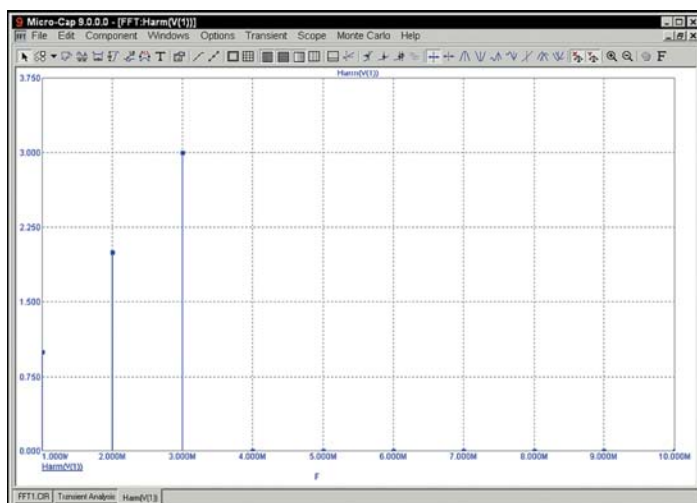 9 Micro-Cap 9.0.0.0 - [FFT:Harm(V(1))]
FFT File Edit Component Windows Options Transient Scope Monte Carlo Help
T F
Harm(V(1))
3.750
3.000
2.250
1.500
0.750
0.000
1.000M 2.000M 3.000M 4.000M 5.000M 6.000M 7.000M 8.000M 9.000M 10.000M
Harm(V(1))
F
FFT1.CIR Transient Analysis Harm(V(1))